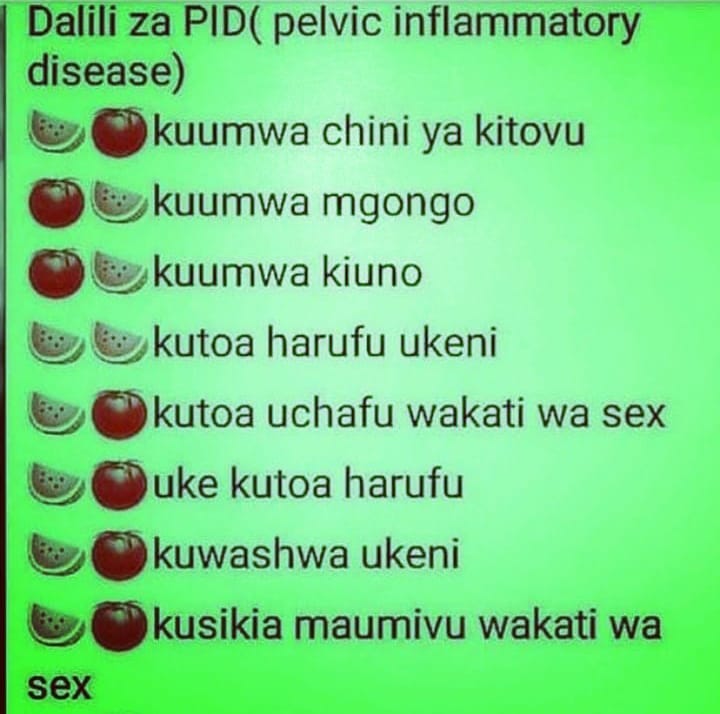 Dalili za PID( pelvic inflammatory
disease)
🍉🍅kuumwa chini ya kitovu
🍅🍉kuumwa mgongo
🍅🍉kuumwa kiuno
🍉🍉kutoa harufu ukeni
🍉🍅kutoa uchafu wakati wa sex
🍉🍅uke kutoa harufu
🍉🍅kuwashwa ukeni
🍉🍅kusikia maumivu wakati wa
sex